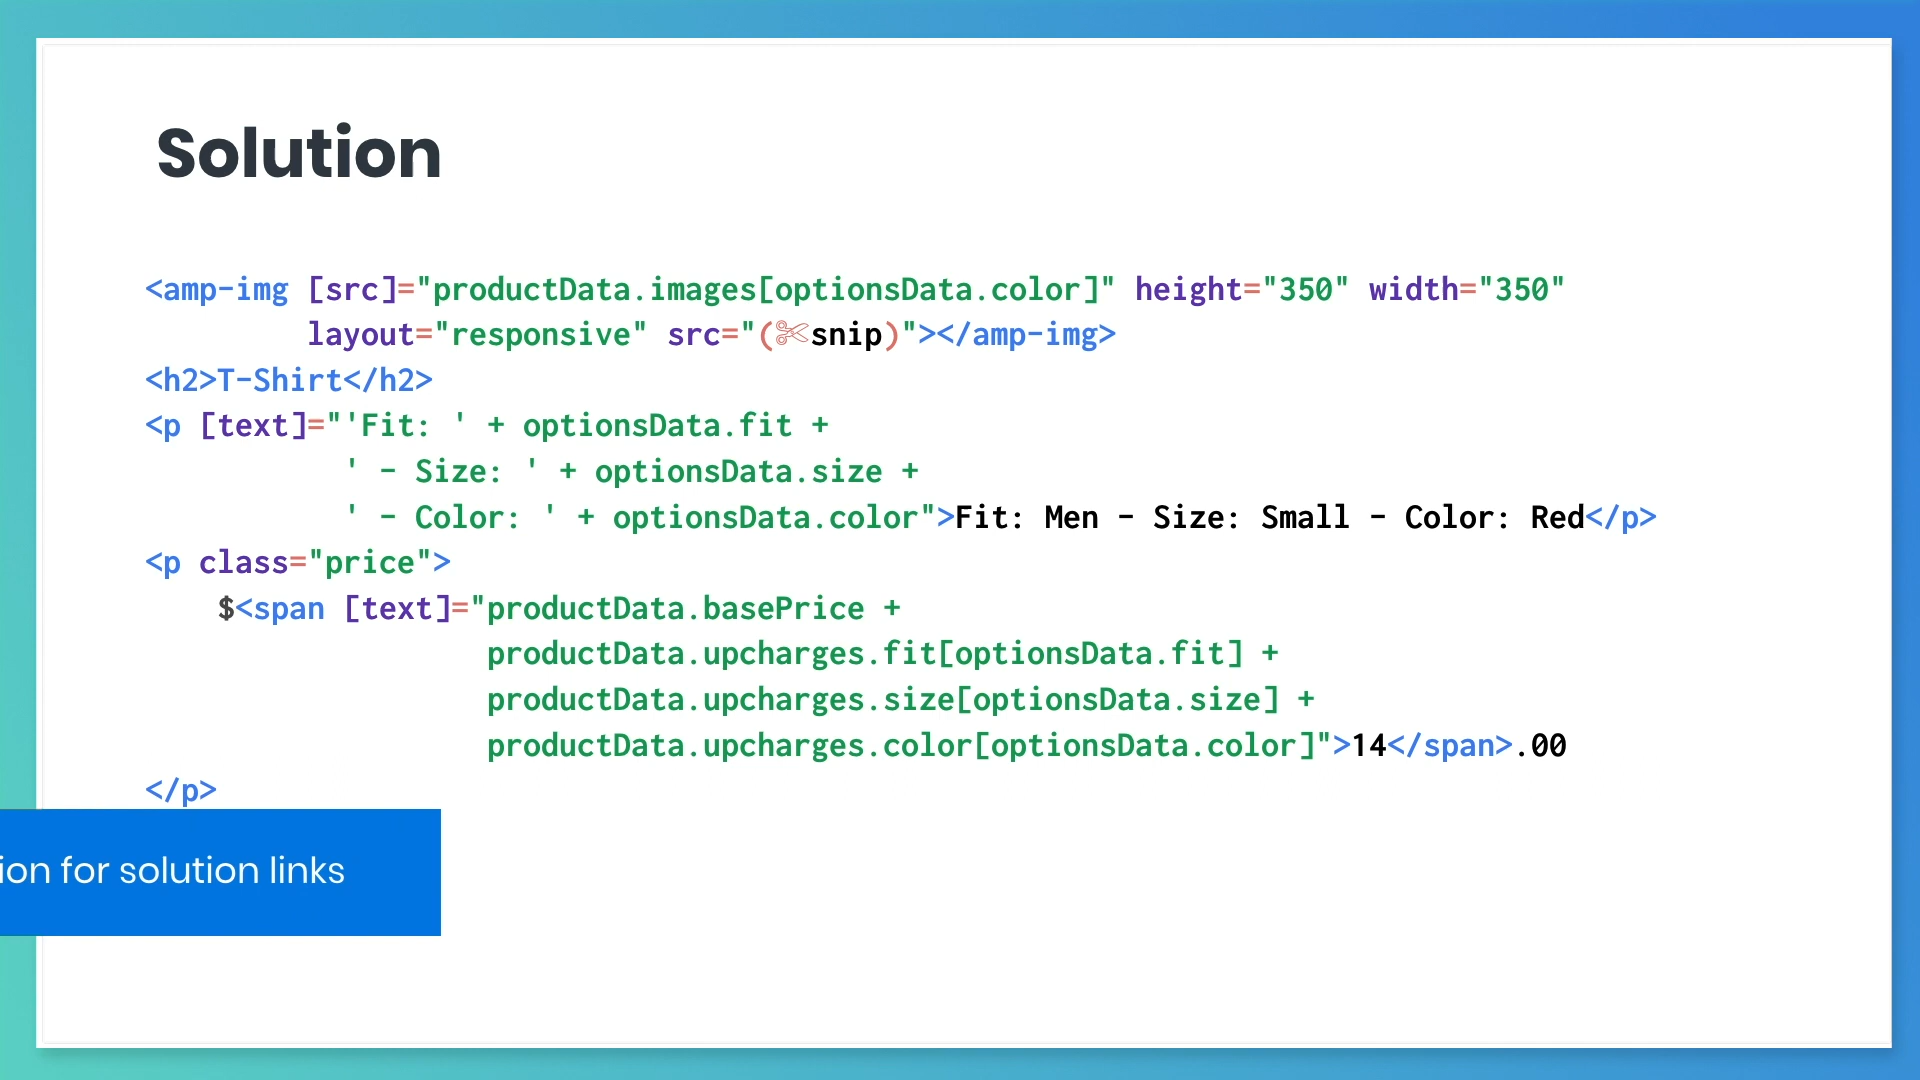 Solution
<amp-img [src]="productData.images[optionsData.color]" height="350" width="350"
layout="responsive" src="(✄snip)"></amp-img>
<h2>T-Shirt</h2>
<p [text]="'Fit: ' + optionsData.fit +
' - Size: ' + optionsData.size +
' - Color: ' + optionsData.color">Fit: Men - Size: Small - Color: Red</p>
<p class="price">
$<span [text]="productData.basePrice +
productData.upcharges.fit[optionsData.fit] +
productData.upcharges.size[optionsData.size] +
productData.upcharges.color[optionsData.color]">14</span>.00
</p>
for solution links